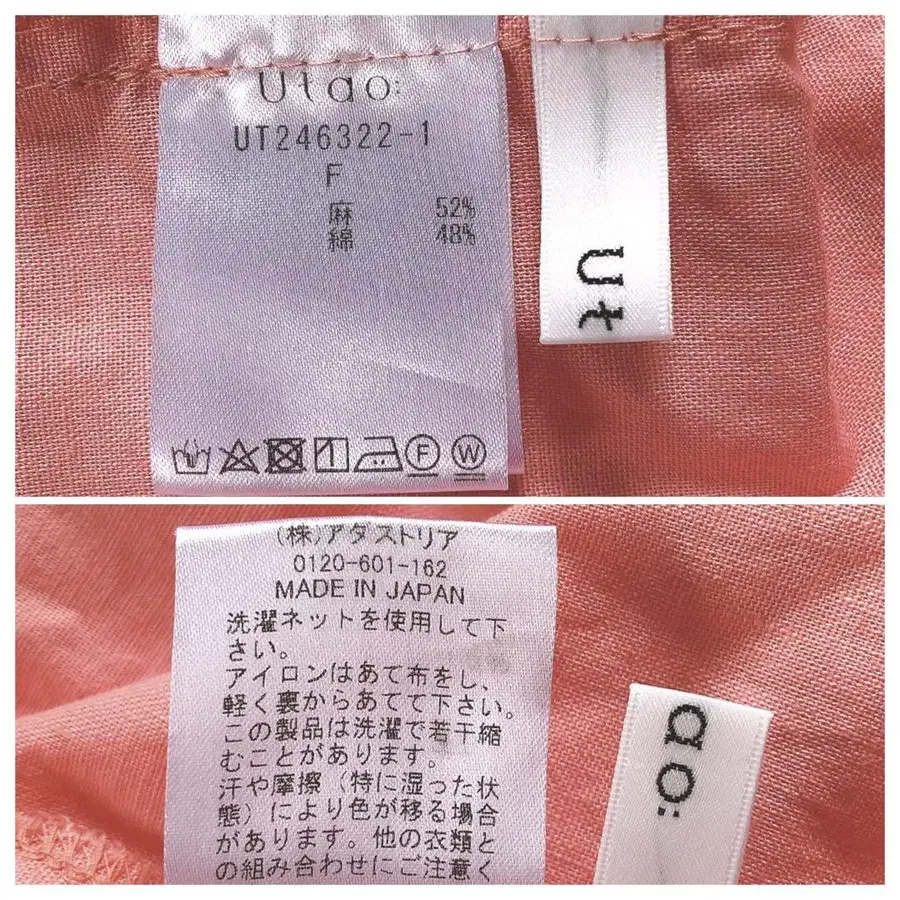 Utao:
UT246322-1
F
麻 52%
綿 48%
F W
Ut
(株)アダストリア
0120-601-162
MADE IN JAPAN
洗濯ネットを使用して下
さい。
アイロンはあて布をし、
軽く裏からあてて下さい。
この製品は洗濯で若干縮
むことがあります。
汗や摩擦(特に湿った状
態)により色が移る場合
があります。他の衣類と
の組み合わせにご注意く
ao: